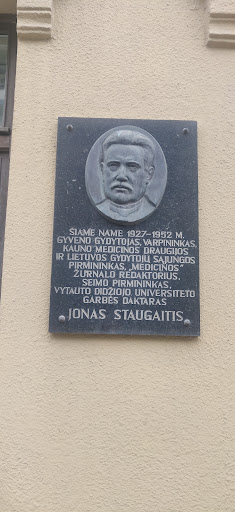 ŠIAME NAME 1927-1952 M.
GYVENO GYDYTOJAS, VARPININKAS,
KAUNO MEDICINOS DRAUGIJOS
IR LIETUVOS GYDYTOJŲ SĄJUNGOS
PIRMININKAS, „MEDICINOS"
ŽURNALO REDAKTORIUS,
SEIMO PIRMININKAS,
VYTAUTO DIDŽIOJO UNIVERSITETO
GARBĖS DAKTARAS
JONAS STAUGAITIS